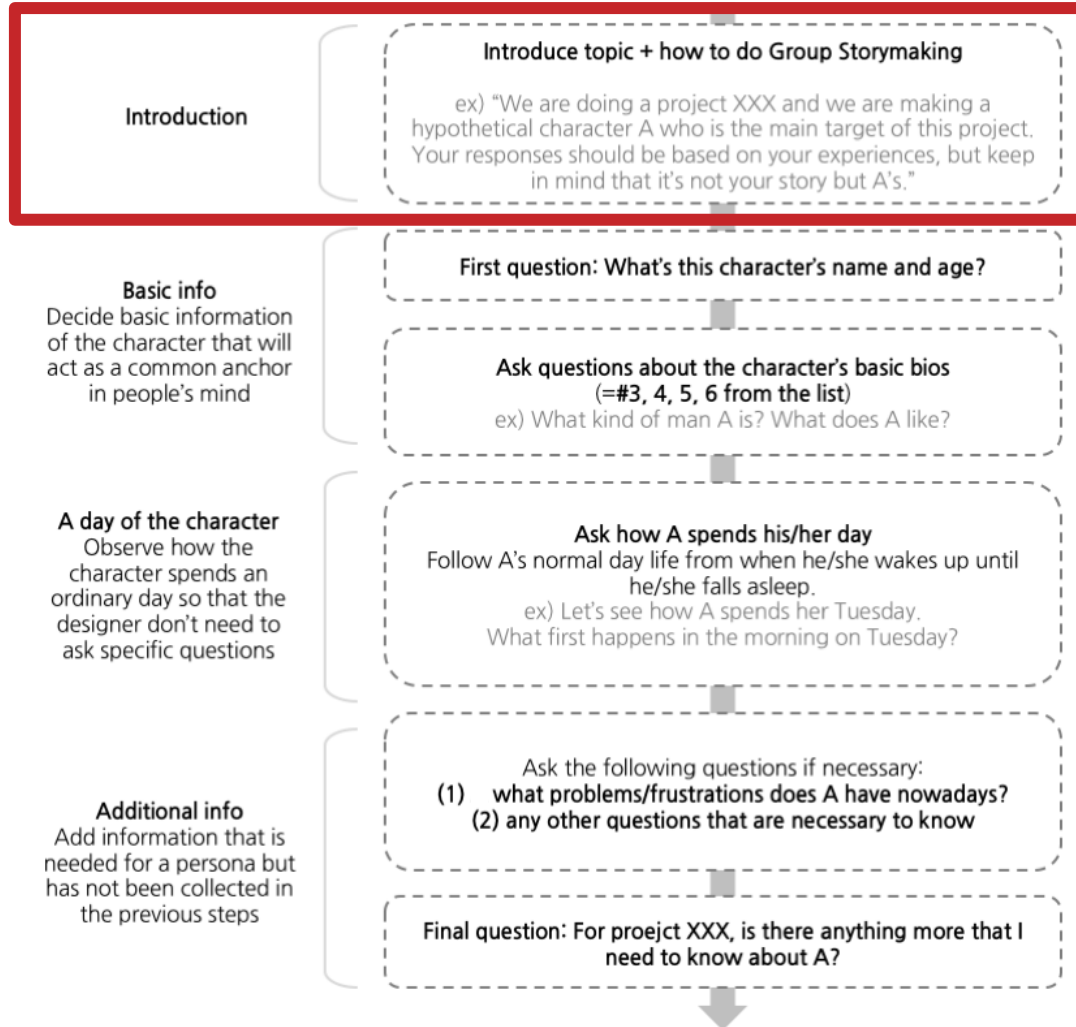 Introduction
Introduce topic + how to do Group Storymaking
ex) “We are doing a project XXX and we are making a
hypothetical character A who is the main target of this project.
Your responses should be based on your experiences, but keep
in mind that it’s not your story but A’s.”
Basic info
Decide basic information
of the character that will
act as a common anchor
in people’s mind
First question: What’s this character’s name and age?
Ask questions about the character’s basic bios
(=#3, 4, 5, 6 from the list)
ex) What kind of man A is? What does A like?
A day of the character
Observe how the
character spends an
ordinary day so that the
designer don’t need to
ask specific questions
Ask how A spends his/her day
Follow A’s normal day life from when he/she wakes up until
he/she falls asleep.
ex) Let’s see how A spends her Tuesday.
What first happens in the morning on Tuesday?
Additional info
Add information that is
needed for a persona but
has not been collected in
the previous steps
Ask the following questions if necessary:
(1) what problems/frustrations does A have nowadays?
(2) any other questions that are necessary to know
Final question: For proejct XXX, is there anything more that I
need to know about A?